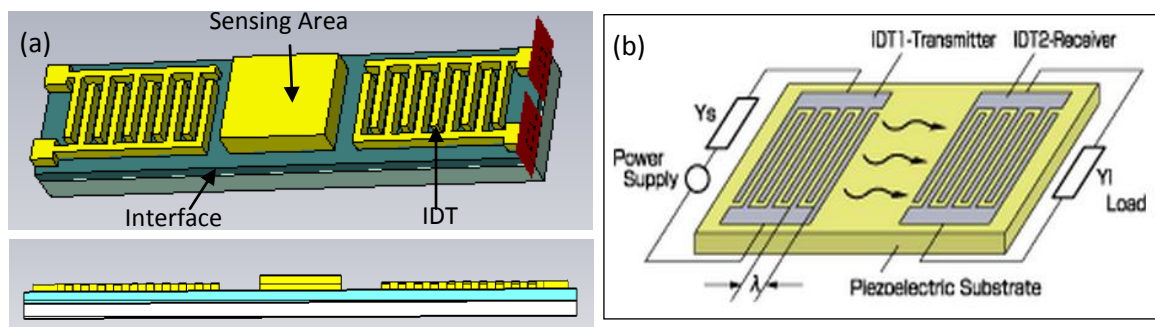 (a)
Sensing Area
Interface
IDT
(b)
IDT1-Transmitter
IDT2-Receiver
Ys
Power
Supply
Yl
Load
λ
Piezoelectric Substrate